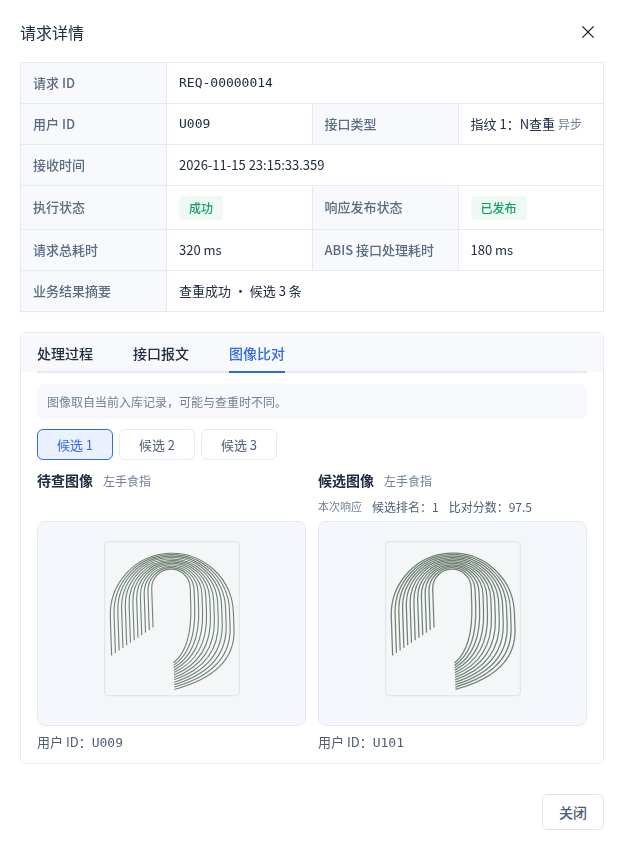 请求详情
请求 ID REQ-00000014
用户 ID U009 接口类型 指纹 1：N查重 异步
接收时间 2026-11-15 23:15:33.359
执行状态 成功 响应发布状态 已发布
请求总耗时 320 ms ABIS 接口处理耗时 180 ms
业务结果摘要 查重成功 · 候选 3 条
处理过程 接口报文 图像比对
图像取自当前入库记录，可能与查重时不同。
候选 1 候选 2 候选 3
待查图像 左手食指 候选图像 左手食指
本次响应 候选排名：1 比对分数：97.5
用户 ID：U009 用户 ID：U101
关闭